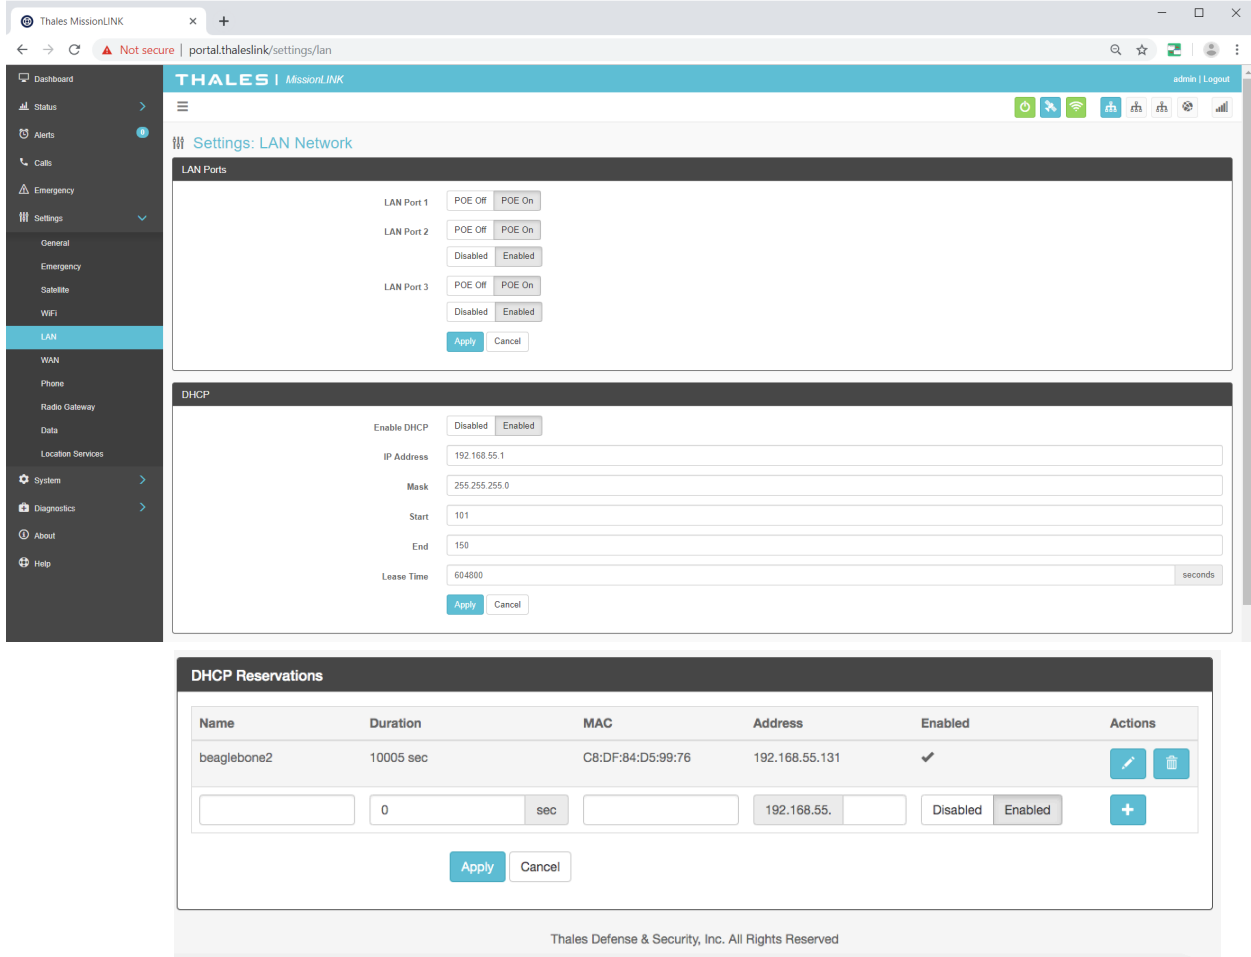 Thales MissionLINK
Not secure | portal.thaleslink/settings/lan
Dashboard
THALES | MissionLINK
admin | Logout
Status
Alerts
0
Calls
Emergency
Settings
General
Emergency
Satellite
WiFi
LAN
WAN
Phone
Radio Gateway
Data
Location Services
System
Diagnostics
About
Help
Settings: LAN Network
LAN Ports
LAN Port 1 POE Off POE On
LAN Port 2 POE Off POE On
Disabled Enabled
LAN Port 3 POE Off POE On
Disabled Enabled
Apply Cancel
DHCP
Enable DHCP Disabled Enabled
IP Address 192.168.55.1
Mask 255.255.255.0
Start 101
End 150
Lease Time 604800 seconds
Apply Cancel
DHCP Reservations
Name Duration MAC Address Enabled Actions
beaglebone2 10005 sec C8:DF:84:D5:99:76 192.168.55.131
0 sec 192.168.55. Disabled Enabled
Apply Cancel
Thales Defense & Security, Inc. All Rights Reserved